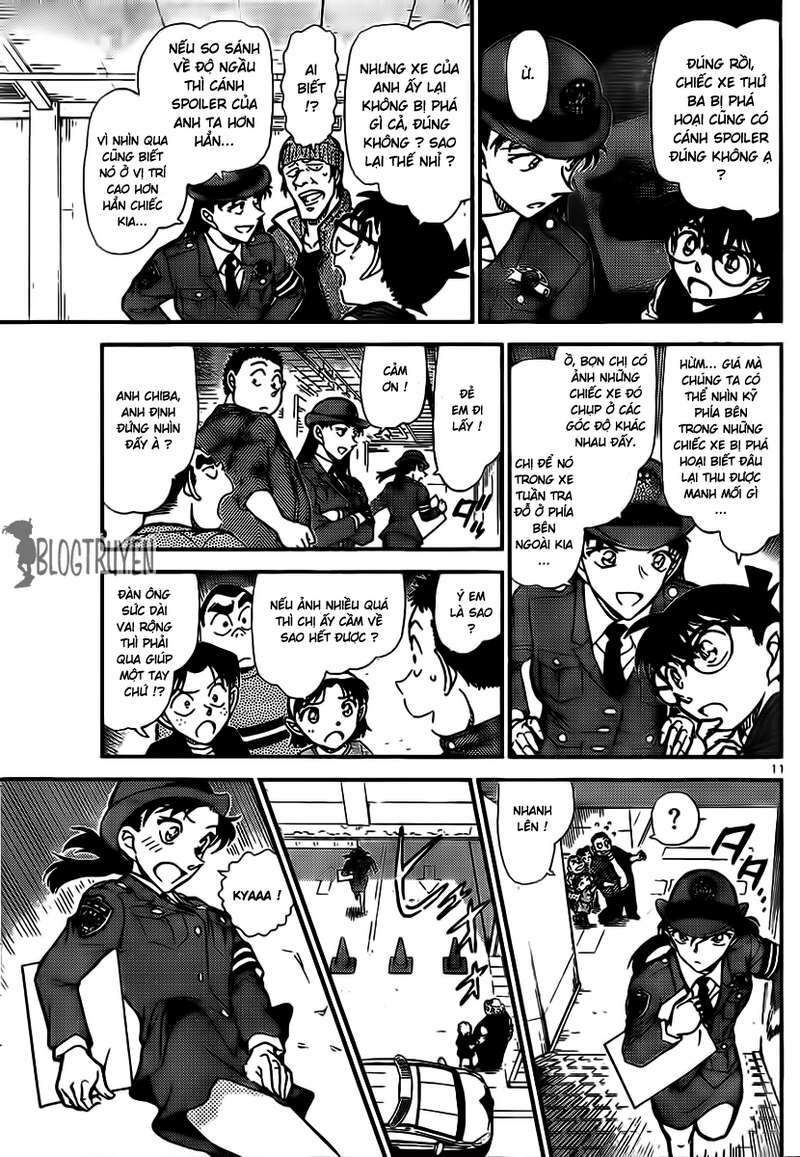 ĐÚNG RỒI,
CHIẾC XE THỨ
BA BỊ PHÁ
HOẠI CŨNG CÓ
CÁNH SPOILER
ĐÚNG KHÔNG Ạ
?
Ừ.
NHƯNG XE CỦA
ANH ẤY LẠI
KHÔNG BỊ PHÁ
GÌ CẢ, ĐÚNG
KHÔNG ? SAO
LẠI THẾ NHỈ ?
AI
BIẾT
!?
NẾU SO SÁNH
VỀ ĐỘ NGẦU
THÌ CÁNH
SPOILER CỦA
ANH TA HƠN
HẲN...
VÌ NHÌN QUA
CŨNG BIẾT
NÓ Ở VỊ TRÍ
CAO HƠN
HẲN CHIẾC
KIA...
HỪM... GIÁ MÀ
CHÚNG TA CÓ
THỂ NHÌN KỸ
PHÍA BÊN
TRONG NHỮNG
CHIẾC XE BỊ PHÁ
HOẠI BIẾT ĐÂU
LẠI THU ĐƯỢC
MANH MỐI GÌ
...
Ồ, BỌN CHỊ CÓ
ẢNH NHỮNG
CHIẾC XE ĐÓ
CHỤP Ở CÁC
GÓC ĐỘ KHÁC
NHAU ĐẤY.
CHỊ ĐỂ NÓ
TRONG XE
TUẦN TRA
ĐỖ Ở PHÍA
BÊN
NGOÀI KIA
...
ĐỂ
EM ĐI
LẤY !
CẢM
ƠN !
ANH CHIBA,
ANH ĐỊNH
ĐỨNG NHÌN
ĐẤY À ?
BLOGTRUYEN
Ý EM
LÀ SAO ?
NẾU ẢNH NHIỀU QUÁ
THÌ CHỊ ẤY CẦM VỀ
SAO HẾT ĐƯỢC ?
ĐÀN ÔNG
SỨC DÀI
VAI RỘNG
THÌ PHẢI
QUA GIÚP
MỘT TAY
CHỨ !?
11
?
NHANH
LÊN !
KYAAA !